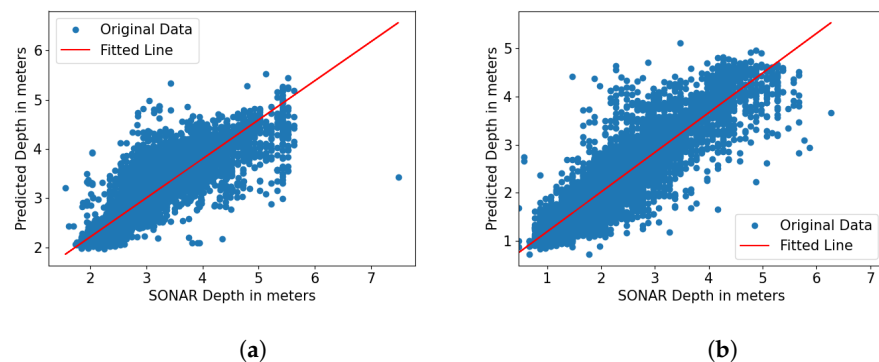 Original Data
Fitted Line
6
5
4
3
2
2
3
4
5
6
7
Predicted Depth in meters
SONAR Depth in meters
(a)
5
4
3
2
1
1
2
3
4
5
6
7
Predicted Depth in meters
Original Data
Fitted Line
SONAR Depth in meters
(b)